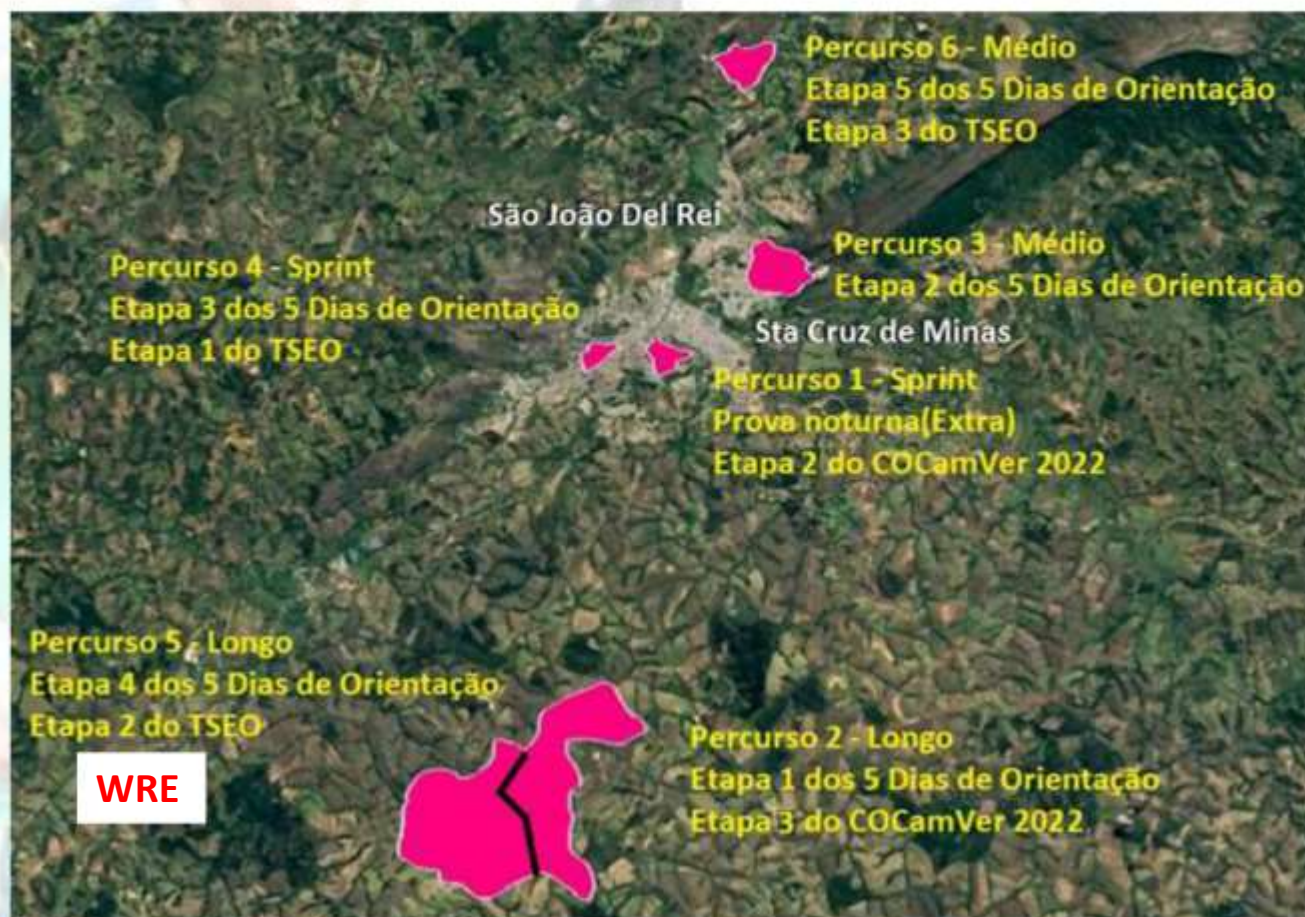 Percurso 6 - Médio
Etapa 5 dos 5 Dias de Orientação
Etapa 3 do TSEO
São João Del Rei
Percurso 3 - Médio
Etapa 2 dos 5 Dias de Orientação
Percurso 4 - Sprint
Etapa 3 dos 5 Dias de Orientação
Etapa 1 do TSEO
Sta Cruz de Minas
Percurso 1 - Sprint
Prova noturna(Extra)
Etapa 2 do COCamVer 2022
Percurso 5 - Longo
Etapa 4 dos 5 Dias de Orientação
Etapa 2 do TSEO
WRE
Percurso 2 - Longo
Etapa 1 dos 5 Dias de Orientação
Etapa 3 do COCamVer 2022